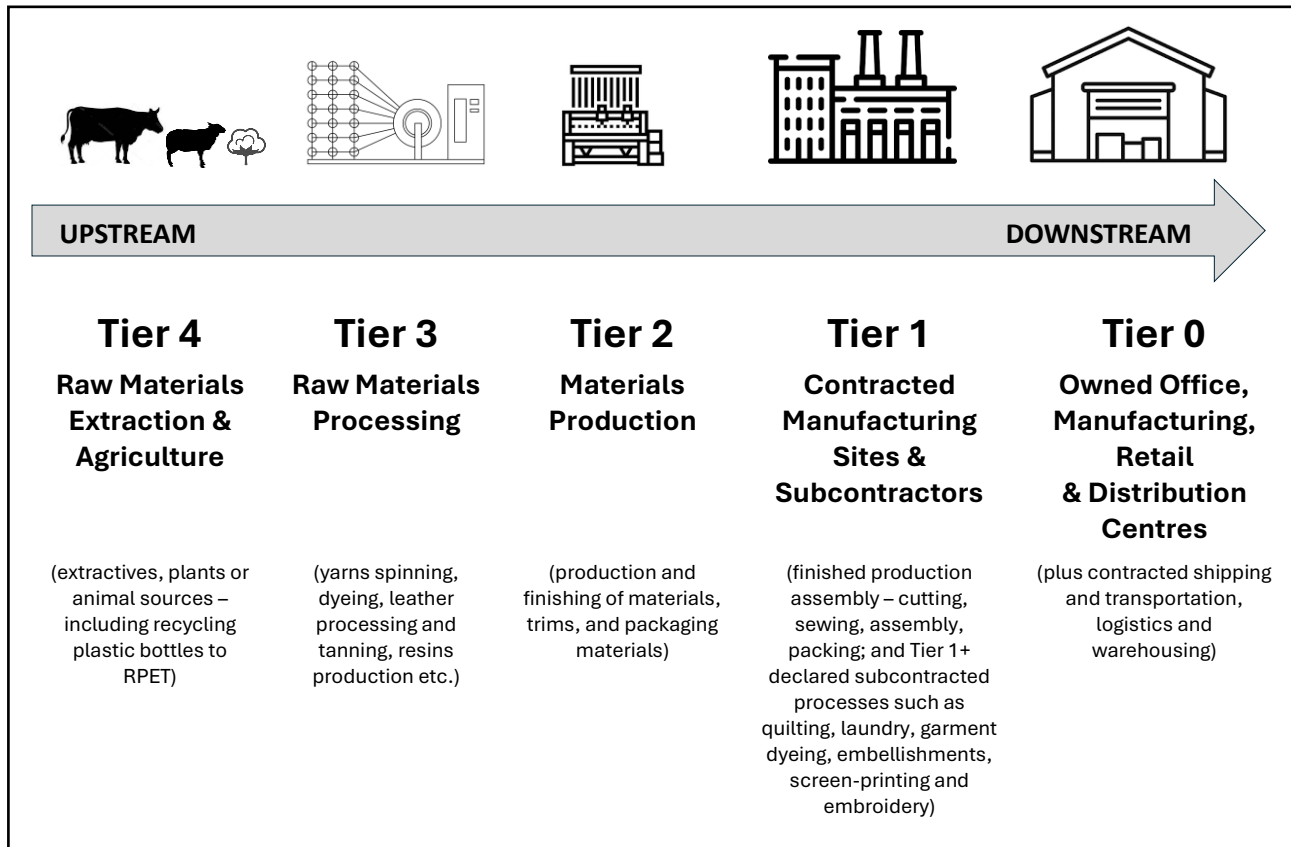 UPSTREAM
DOWNSTREAM
Tier 4
Raw Materials
Extraction &
Agriculture
(extractives, plants or
animal sources –
including recycling
plastic bottles to
RPET)
Tier 3
Raw Materials
Processing
(yarns spinning,
dyeing, leather
processing and
tanning, resins
production etc.)
Tier 2
Materials
Production
(production and
finishing of materials,
trims, and packaging
materials)
Tier 1
Contracted
Manufacturing
Sites &
Subcontractors
(finished production
assembly – cutting,
sewing, assembly,
packing; and Tier 1+
declared subcontracted
processes such as
quilting, laundry, garment
dyeing, embellishments,
screen-printing and
embroidery)
Tier 0
Owned Office,
Manufacturing,
Retail
& Distribution
Centres
(plus contracted shipping
and transportation,
logistics and
warehousing)